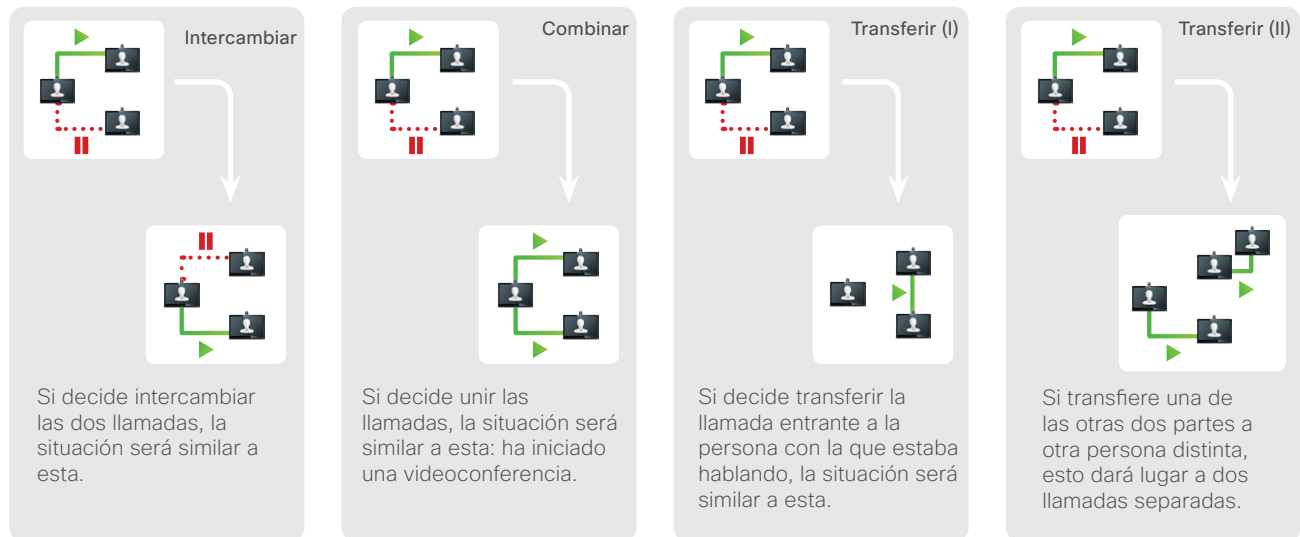 Intercambiar
Si decide intercambiar
las dos llamadas, la
situación será similar a
esta.
Combinar
Si decide unir las
llamadas, la situación será
similar a esta: ha iniciado
una videoconferencia.
Transferir (I)
Si decide transferir la
llamada entrante a la
persona con la que estaba
hablando, la situación será
similar a esta.
Transferir (II)
Si transfiere una de
las otras dos partes a
otra persona distinta,
esto dará lugar a dos
llamadas separadas.